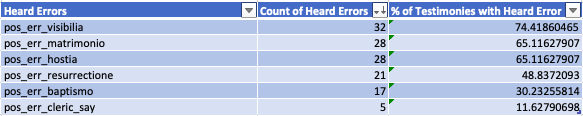 Heard Errors Count of Heard Errors % of Testimonies with Heard Error
pos_err_visibilia 32 74.41860465
pos_err_matrimonio 28 65.11627907
pos_err_hostia 28 65.11627907
pos_err_resurrectione 21 48.8372093
pos_err_baptismo 17 30.23255814
pos_err_cleric_say 5 11.62790698